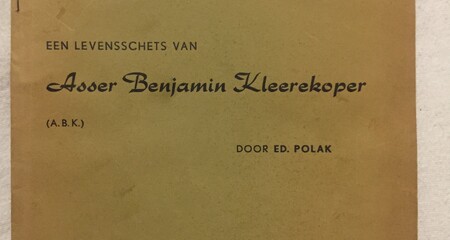 EEN LEVENSSCHETS VAN
Asser Benjamin Kleerekoper
(A.B.K.)
DOOR ED. POLAK